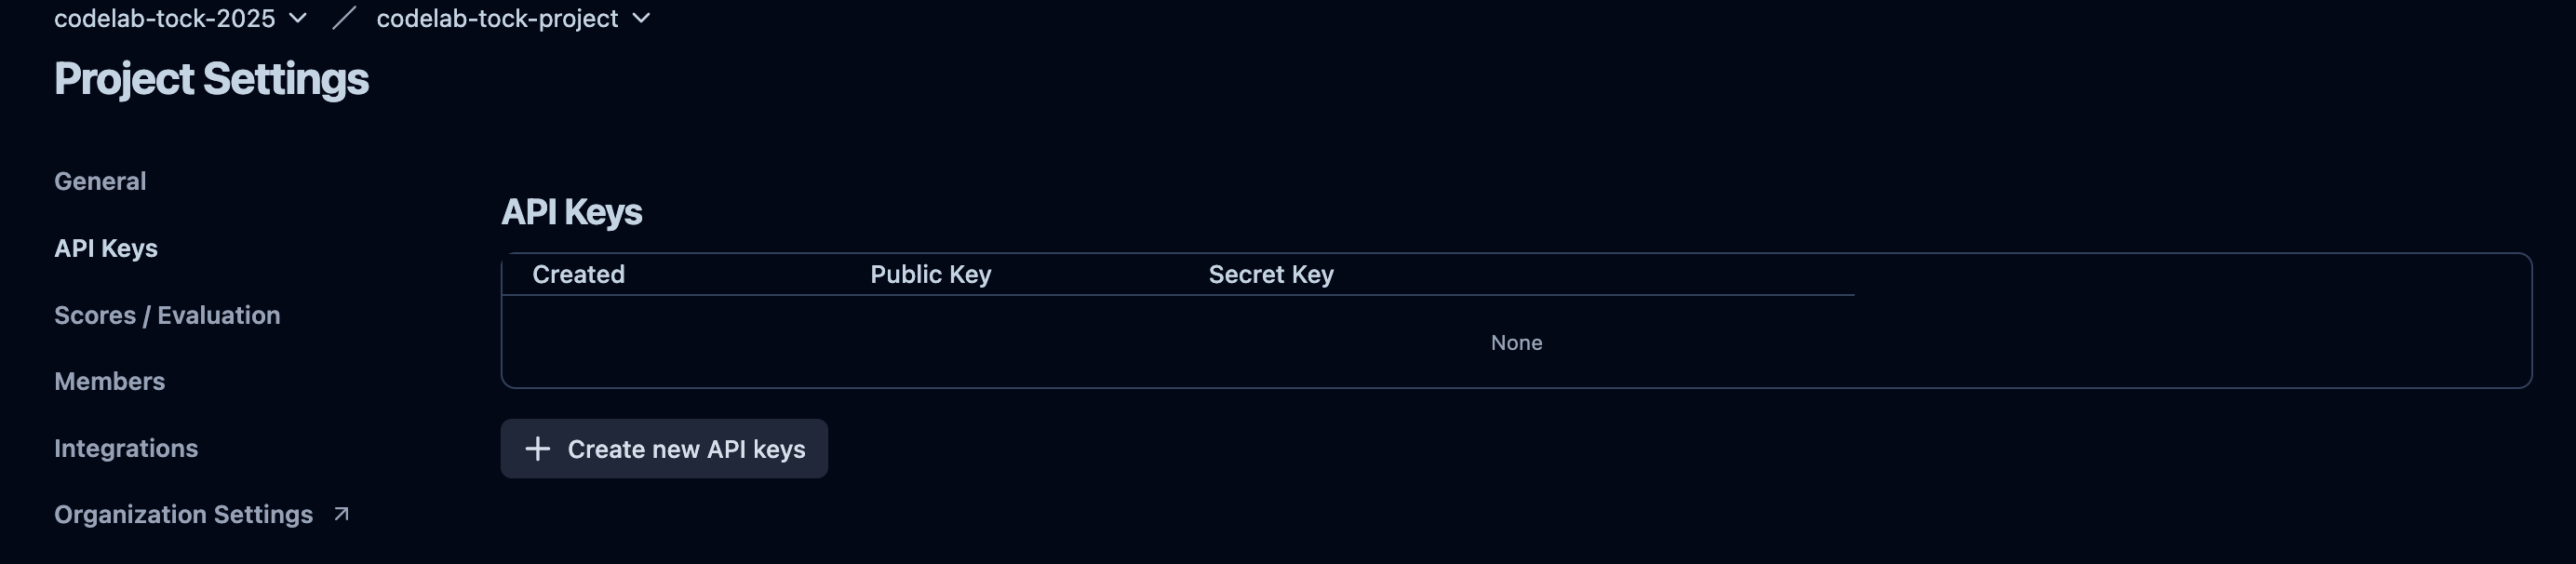 codelab-tock-2025 / codelab-tock-project
Project Settings
General
API Keys
Scores / Evaluation
Members
Integrations
Organization Settings
API Keys
Created Public Key Secret Key
None
+ Create new API keys